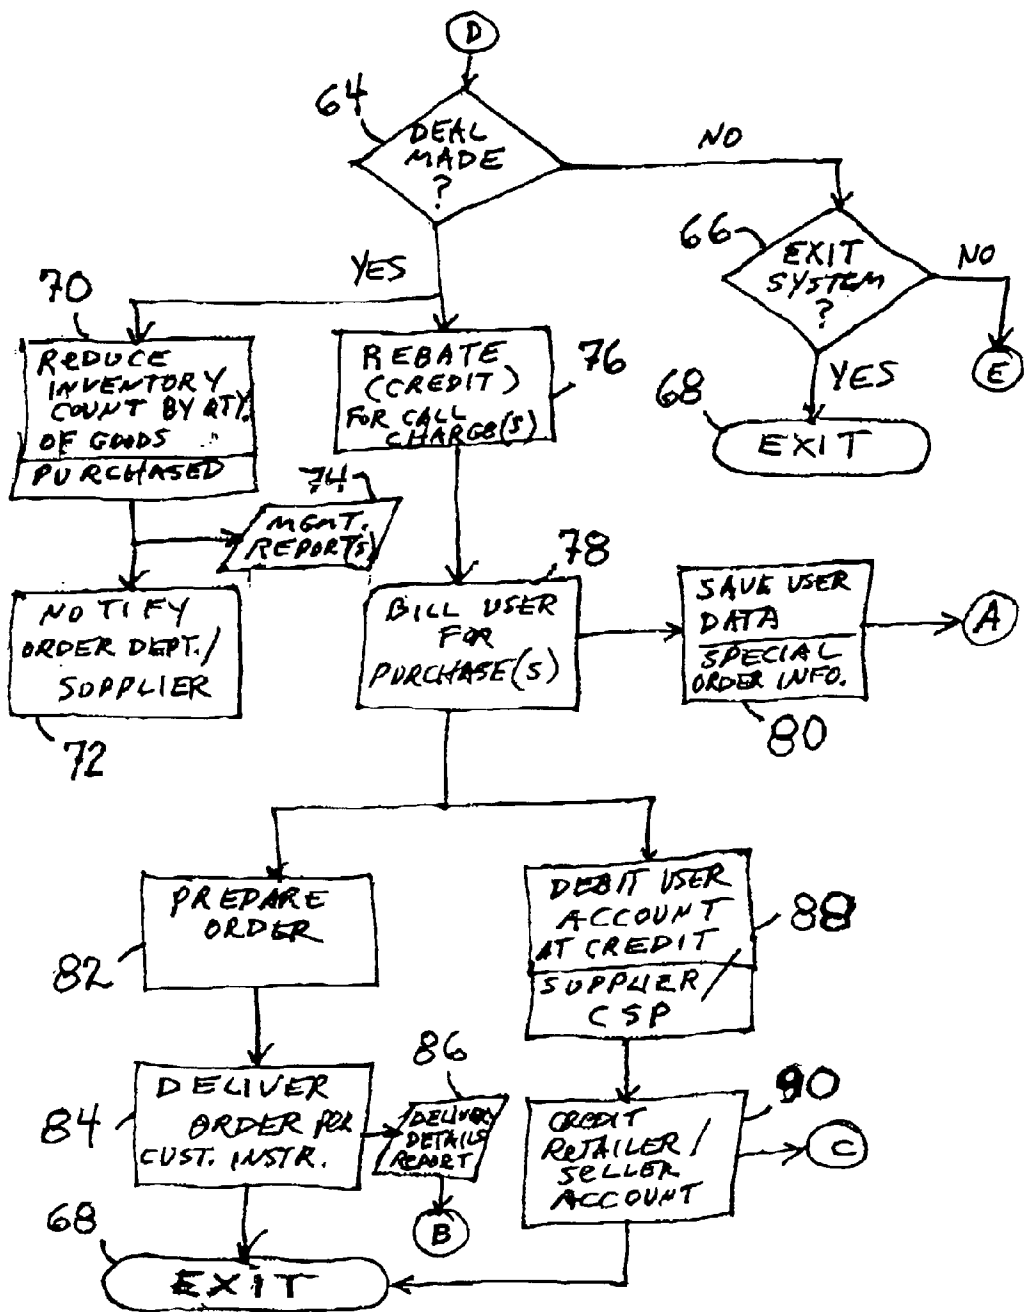 D
64
DEAL
MADE
?
NO
66
EXIT
SYSTEM
?
NO
E
YES
YES
68
EXIT
70
REDUCE
INVENTORY
COUNT BY QTY.
OF GOODS
PURCHASED
REBATE
(CREDIT)
FOR CALL
CHARGE(S)
76
74
MGMT.
REPORT(S)
NOTIFY
ORDER DEPT./
SUPPLIER
72
78
BILL USER
FOR
PURCHASE(S)
SAVE USER
DATA
SPECIAL
ORDER INFO.
80
A
PREPARE
ORDER
82
DEBIT USER
ACCOUNT
AT CREDIT
SUPPLIER/
CSP
88
DELIVER
ORDER PER
CUST. INSTR.
84
86
DELIVERY
DETAILS
REPORT
B
CREDIT
RETAILER/
SELLER
ACCOUNT
90
C
68
EXIT